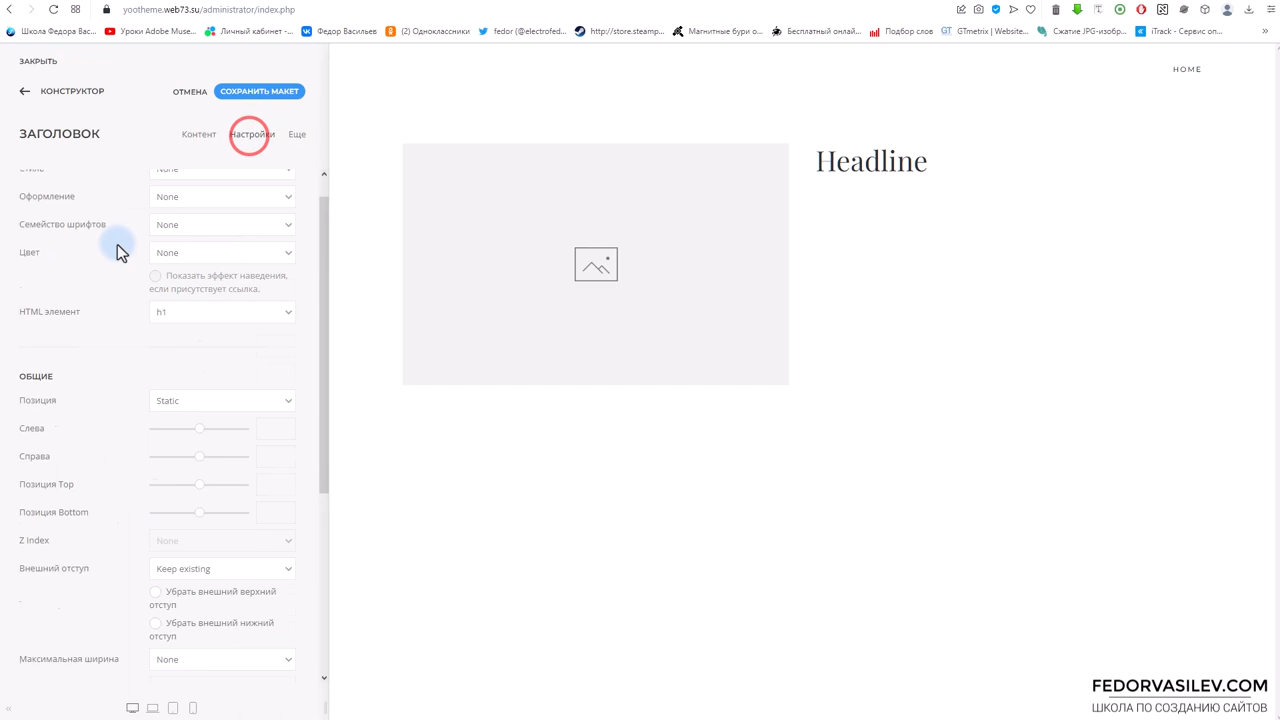 yootheme.web73.su/administrator/index.php
Школа Федора Вас...
Уроки Adobe Muse...
Личный кабинет -...
Федор Васильев
(2) Одноклассники
fedor (@electrofed...
http://store.steamp...
Магнитные бури о...
Бесплатный онлай...
Подбор слов
GTmetrix | Website...
Сжатие JPG-изобр...
iTrack - Сервис оп...
ЗАКРЫТЬ
HOME
КОНСТРУКТОР
ОТМЕНА
СОХРАНИТЬ МАКЕТ
ЗАГОЛОВОК
Контент
Настройки
Еще
Headline
Стиль None
Оформление None
Семейство шрифтов None
Цвет None
Показать эффект наведения,
если присутствует ссылка.
HTML элемент h1
ОБЩИЕ
Позиция Static
Слева
Справа
Позиция Top
Позиция Bottom
Z Index None
Внешний отступ Keep existing
Убрать внешний верхний
отступ
Убрать внешний нижний
отступ
Максимальная ширина None
FEDORVASILEV.COM
ШКОЛА ПО СОЗДАНИЮ САЙТОВ